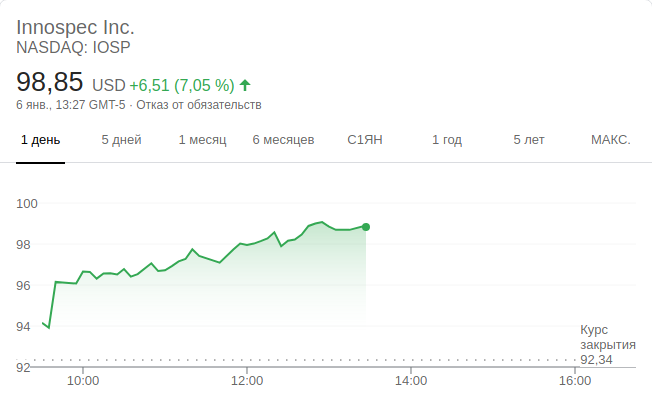 Innospec Inc.
NASDAQ: IOSP
98,85 USD +6,51 (7,05 %)
6 янв., 13:27 GMT-5 · Отказ от обязательств
1 день 5 дней 1 месяц 6 месяцев С1ЯН 1 год 5 лет МАКС.
100
98
96
94
92
Курс
закрытия
92,34
10:00 12:00 14:00 16:00